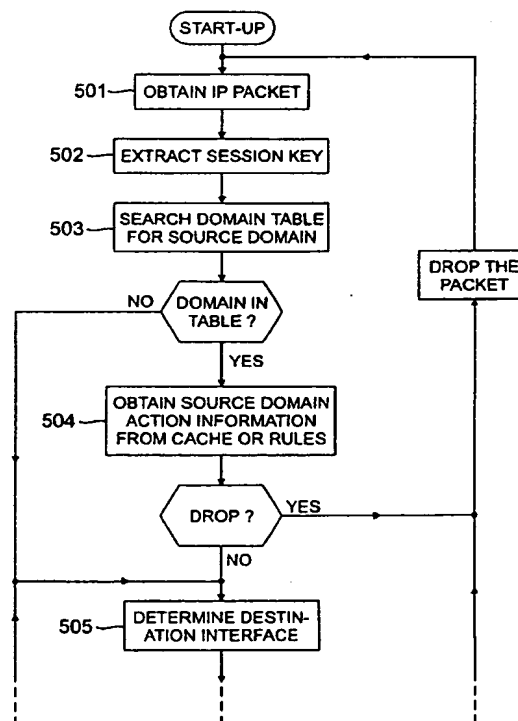 START-UP
501
OBTAIN IP PACKET
502
EXTRACT SESSION KEY
503
SEARCH DOMAIN TABLE
FOR SOURCE DOMAIN
DROP THE
PACKET
NO
DOMAIN IN
TABLE ?
YES
504
OBTAIN SOURCE DOMAIN
ACTION INFORMATION
FROM CACHE OR RULES
DROP ?
YES
NO
505
DETERMINE DESTIN-
ATION INTERFACE